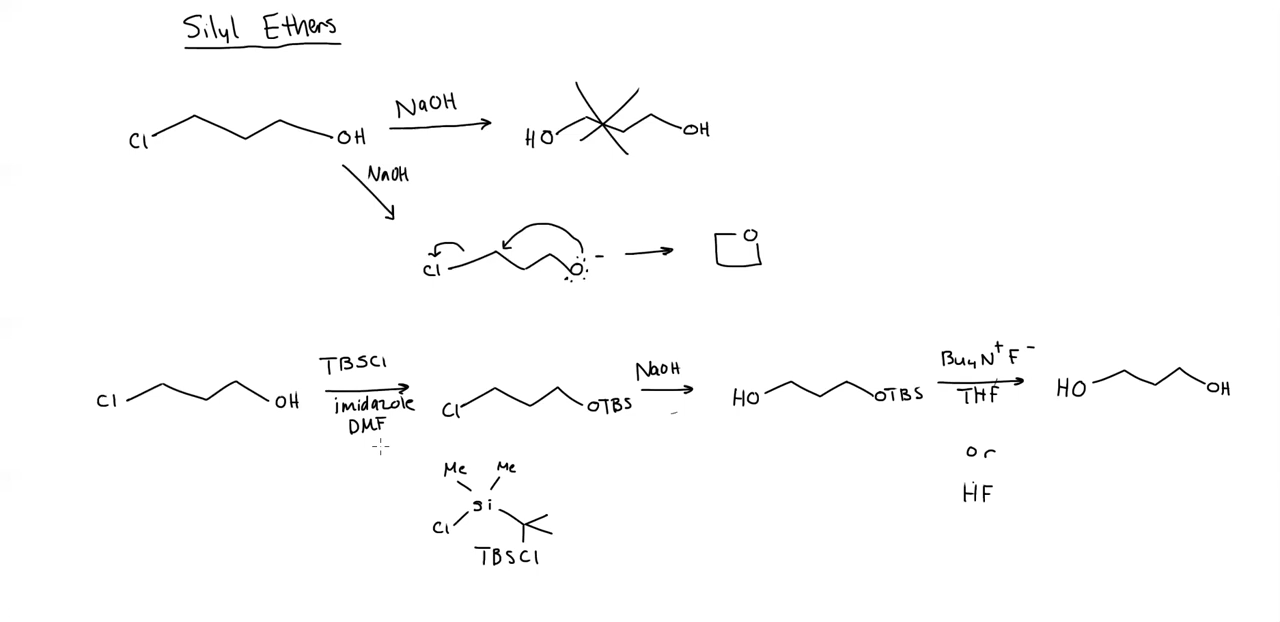 Silyl Ethers
Cl
OH
NaOH
HO
OH
NaOH
Cl
O
-
O
Cl
OH
TBSCl
imidazole
DMF
Cl
OTBS
NaOH
HO
OTBS
Bu4N+F-
THF
or
HF
HO
OH
Me
Me
Si
Cl
TBSCl